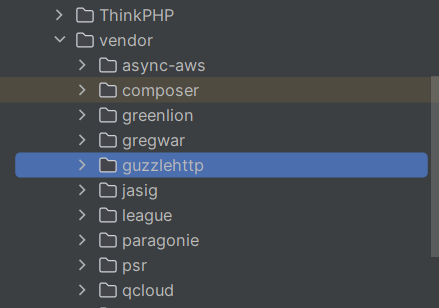 ThinkPHP
vendor
async-aws
composer
greenlion
gregwar
guzzlehttp
jasig
league
paragonie
psr
qcloud